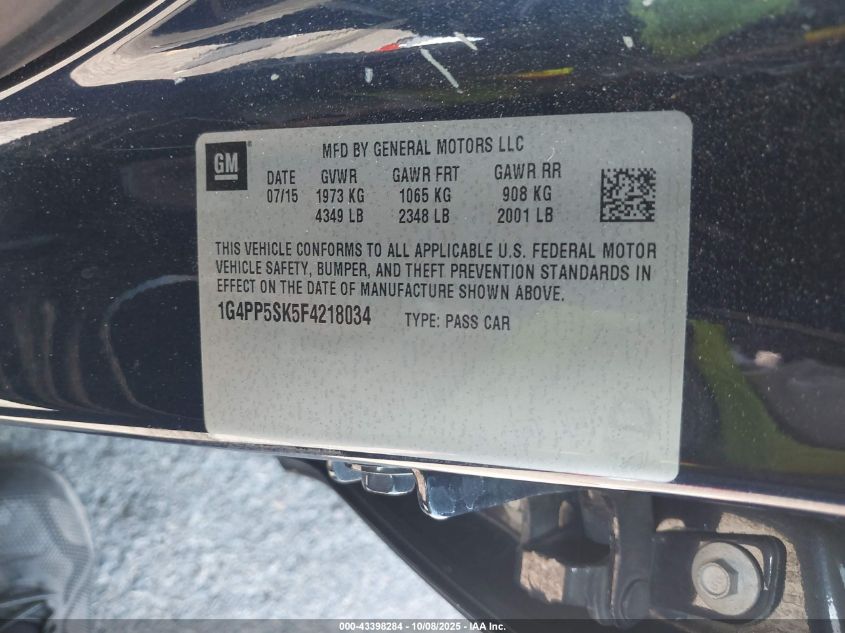 GM
MFD BY GENERAL MOTORS LLC
DATE GVWR GAWR FRT GAWR RR
07/15 1973 KG 1065 KG 908 KG
4349 LB 2348 LB 2001 LB
THIS VEHICLE CONFORMS TO ALL APPLICABLE U.S. FEDERAL MOTOR
VEHICLE SAFETY, BUMPER, AND THEFT PREVENTION STANDARDS IN
EFFECT ON THE DATE OF MANUFACTURE SHOWN ABOVE.
1G4PP5SK5F4218034 TYPE: PASS CAR
000-43398284 - 10/08/2025 - IAA Inc.